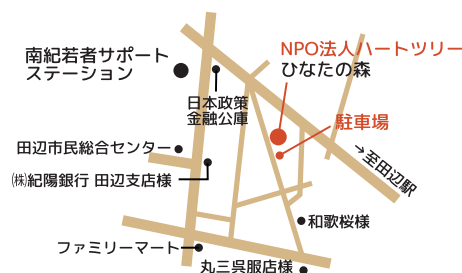 NPO法人ハートツリー
ひなたの森
南紀若者サポート
ステーション
日本政策
金融公庫
駐車場
田辺市民総合センター
→至田辺駅
㈱紀陽銀行 田辺支店様
和歌桜様
ファミリーマート
丸三呉服店様